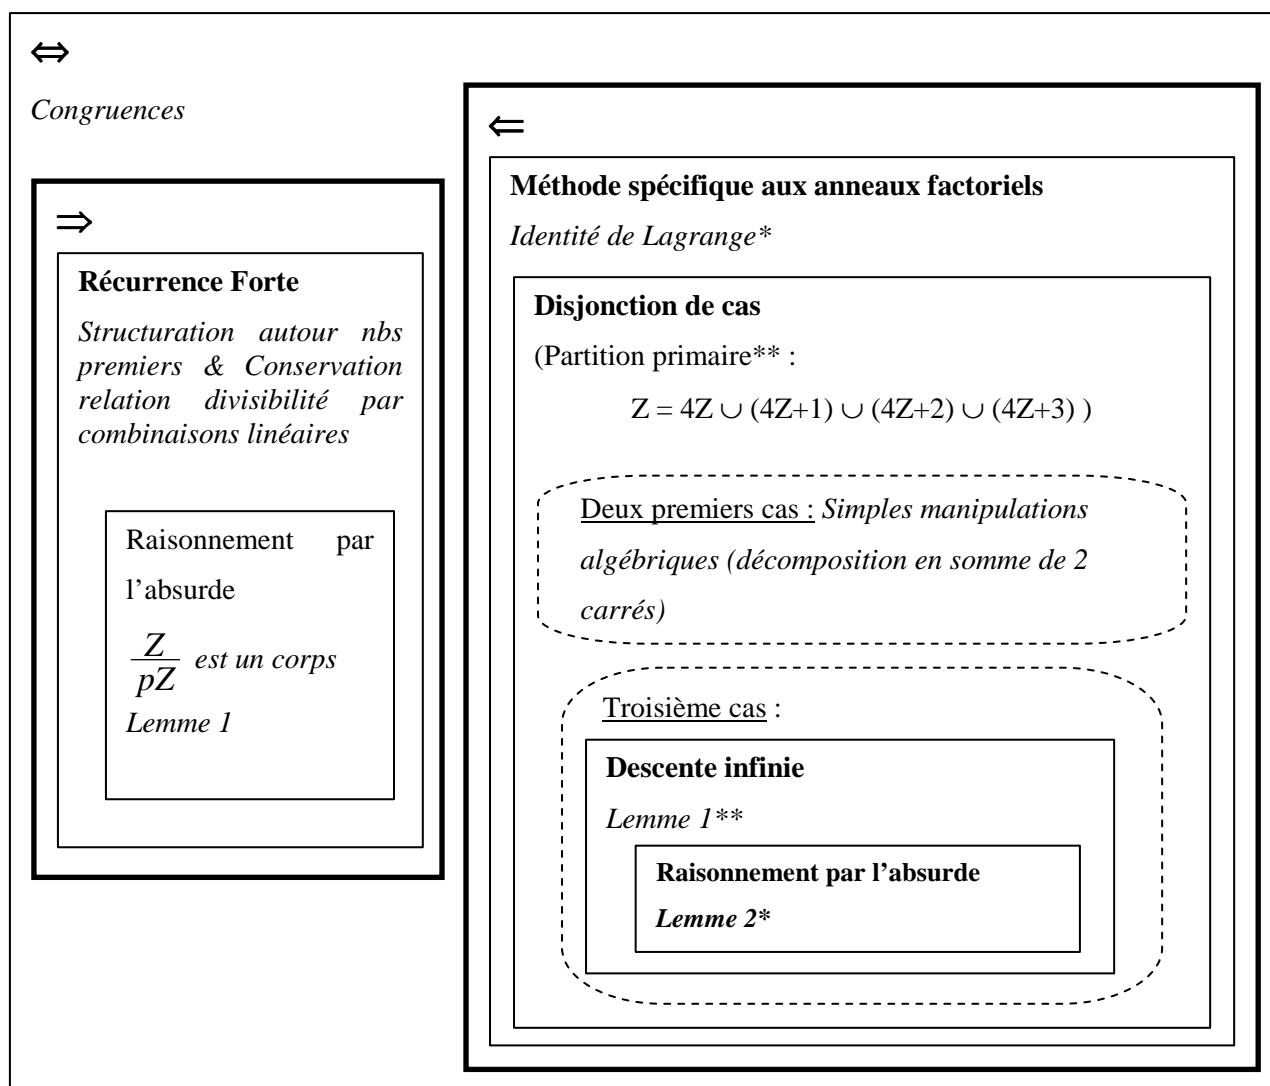 ⇔
Congruences
⇒
Récurrence Forte
Structuration autour nbs
premiers & Conservation
relation divisibilité par
combinaisons linéaires
Raisonnement par
l’absurde
Z/pZ est un corps
Lemme 1
⇐
Méthode spécifique aux anneaux factoriels
Identité de Lagrange*
Disjonction de cas
(Partition primaire** :
Z = 4Z ∪ (4Z+1) ∪ (4Z+2) ∪ (4Z+3) )
Deux premiers cas : Simples manipulations
algébriques (décomposition en somme de 2
carrés)
Troisième cas :
Descente infinie
Lemme 1**
Raisonnement par l’absurde
Lemme 2*